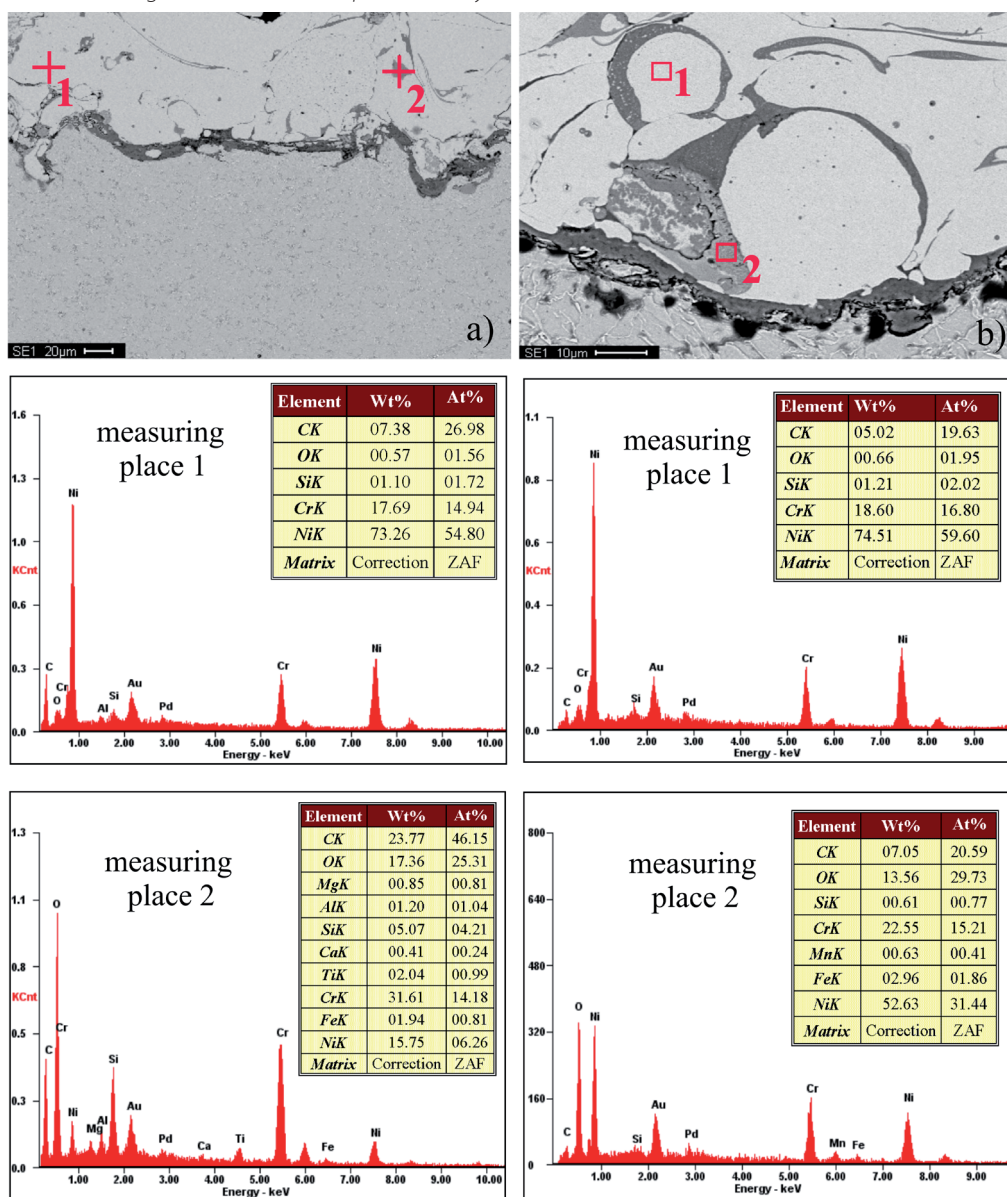 1
2
SE1 20µm
a)
1
2
SE1 10µm
b)
measuring
place 1
Element Wt% At%
CK 07.38 26.98
OK 00.57 01.56
SiK 01.10 01.72
CrK 17.69 14.94
NiK 73.26 54.80
Matrix Correction ZAF
1.6
1.3
1.0
KCnt
0.6
0.3
0.0
C
O
Cr
Ni
Al
Si
Au
Pd
Cr
Ni
1.00 2.00 3.00 4.00 5.00 6.00 7.00 8.00 9.00 10.00
Energy - keV
measuring
place 1
Element Wt% At%
CK 05.02 19.63
OK 00.66 01.95
SiK 01.21 02.02
CrK 18.60 16.80
NiK 74.51 59.60
Matrix Correction ZAF
1.1
0.9
0.6
KCnt
0.4
0.2
0.0
C
O
Cr
Ni
Si
Au
Pd
Cr
Ni
1.00 2.00 3.00 4.00 5.00 6.00 7.00 8.00 9.00
Energy - keV
measuring
place 2
Element Wt% At%
CK 23.77 46.15
OK 17.36 25.31
MgK 00.85 00.81
AlK 01.20 01.04
SiK 05.07 04.21
CaK 00.41 00.24
TiK 02.04 00.99
CrK 31.61 14.18
FeK 01.94 00.81
NiK 15.75 06.26
Matrix Correction ZAF
1.3
1.1
0.8
KCnt
0.5
0.3
0.0
C
O
Cr
Ni
Mg
Al
Si
Au
Pd
Ca
Ti
Cr
Fe
Ni
1.00 2.00 3.00 4.00 5.00 6.00 7.00 8.00 9.00 10.00
Energy - keV
measuring
place 2
Element Wt% At%
CK 07.05 20.59
OK 13.56 29.73
SiK 00.61 00.77
CrK 22.55 15.21
MnK 00.63 00.41
FeK 02.96 01.86
NiK 52.63 31.44
Matrix Correction ZAF
800
640
480
320
160
0
C
O
Ni
Si
Au
Pd
Cr
Mn
Fe
Ni
1.00 2.00 3.00 4.00 5.00 6.00 7.00 8.00 9.00
Energy - keV